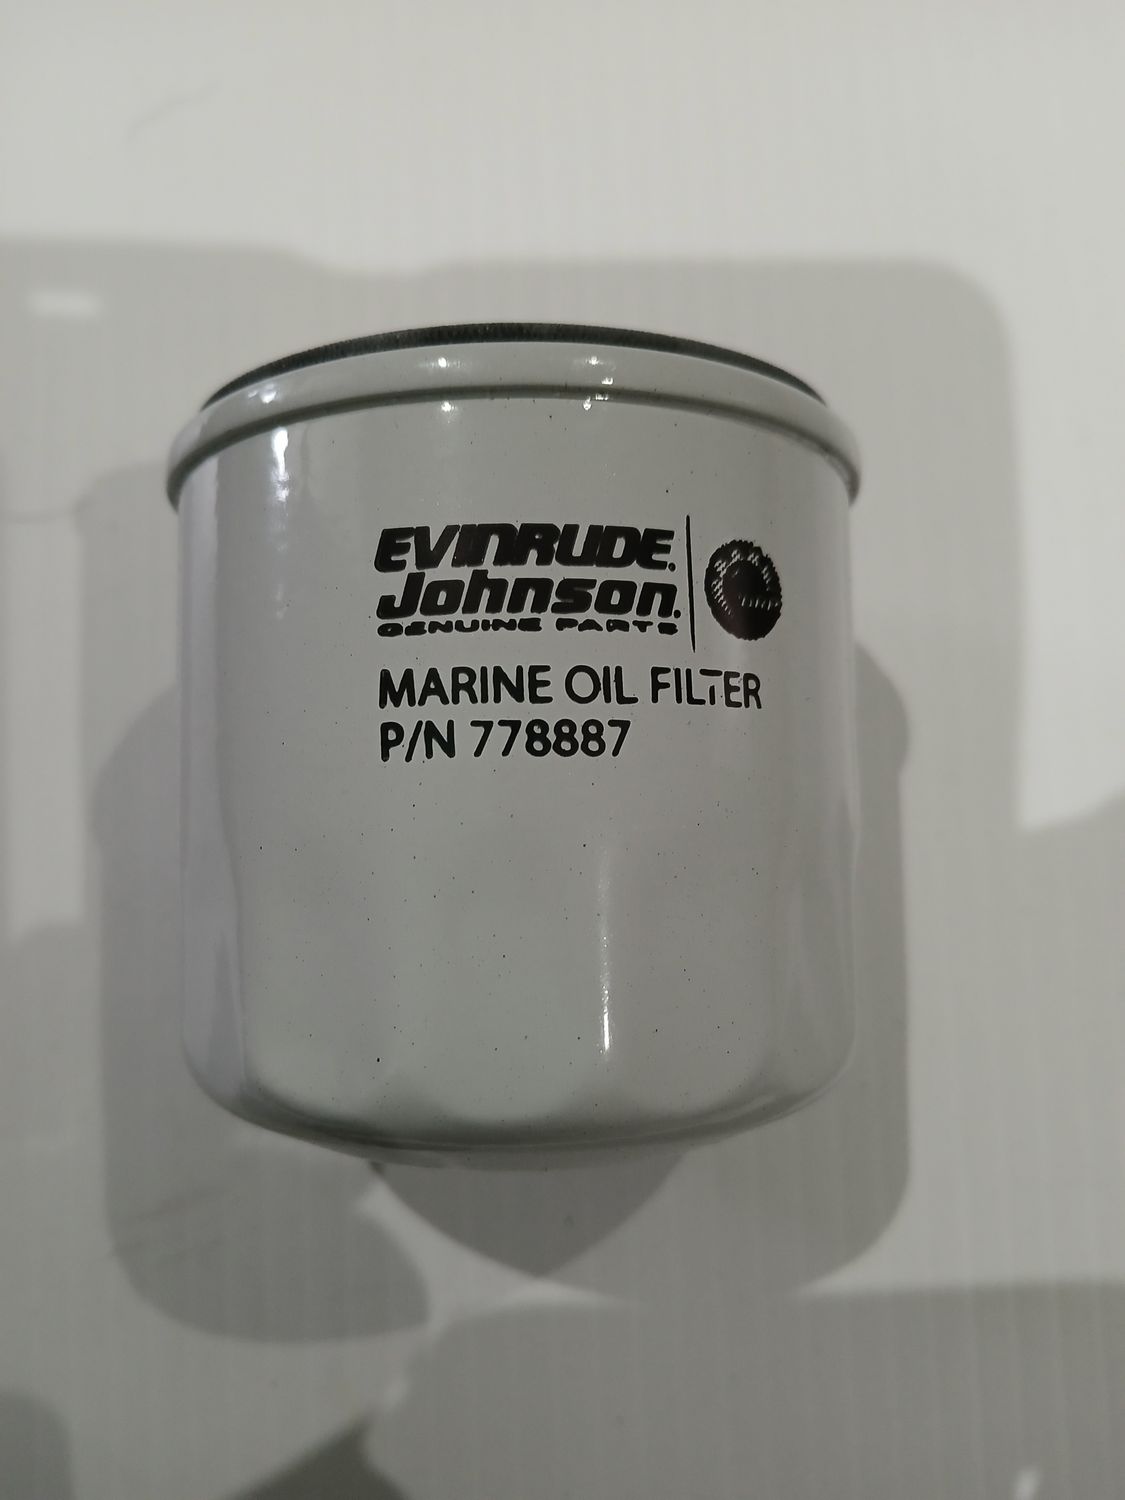 EVINRUDE.
Johnson.
GENUINE PARTS
MARINE OIL FILTER
P/N 778887